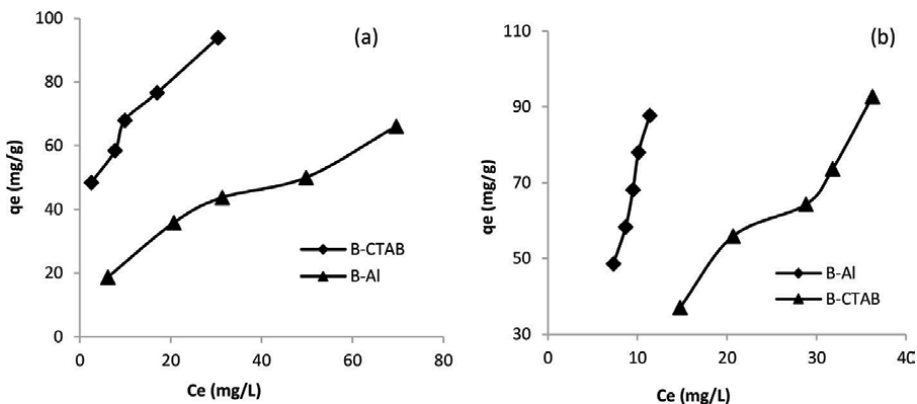 100
80
60
40
20
0
qe (mg/g)
(a)
B-CTAB
B-Al
0 20 40 60 80
Ce (mg/L)
110
90
70
50
30
qe (mg/g)
(b)
B-Al
B-CTAB
0 10 20 30 40
Ce (mg/L)